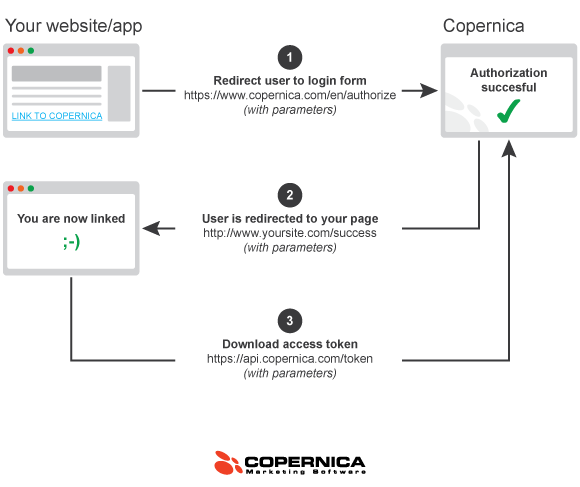 Your website/app
Copernica
1
Redirect user to login form
https://www.copernica.com/en/authorize
(with parameters)
LINK TO COPERNICA
Authorization
succesful
2
User is redirected to your page
http://www.yoursite.com/success
(with parameters)
You are now linked
;-)
3
Download access token
https://api.copernica.com/token
(with parameters)
COPERNICA
Marketing Software